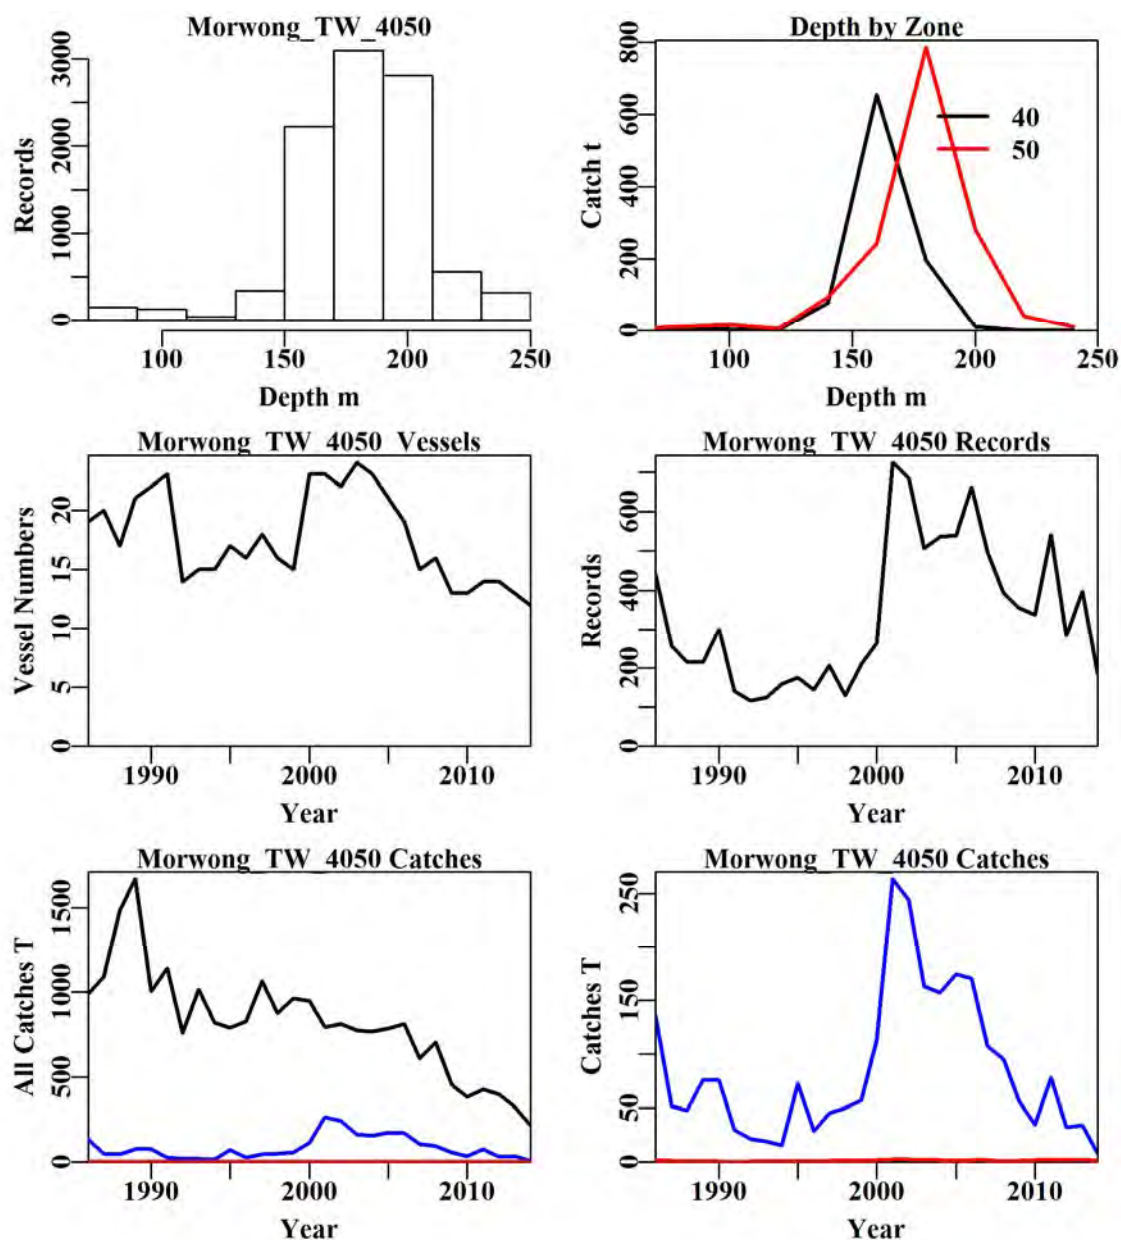 Morwong_TW_4050
Records
0 1000 2000 3000
100 150 200 250
Depth m
Depth by Zone
Catch t
0 200 400 600 800
40
50
100 150 200 250
Depth m
Morwong_TW_4050_Vessels
Vessel Numbers
0 5 10 15 20
1990 2000 2010
Year
Morwong_TW_4050 Records
Records
0 200 400 600
1990 2000 2010
Year
Morwong_TW_4050 Catches
All Catches T
0 500 1000 1500
1990 2000 2010
Year
Morwong_TW_4050 Catches
Catches T
0 50 150 250
1990 2000 2010
Year